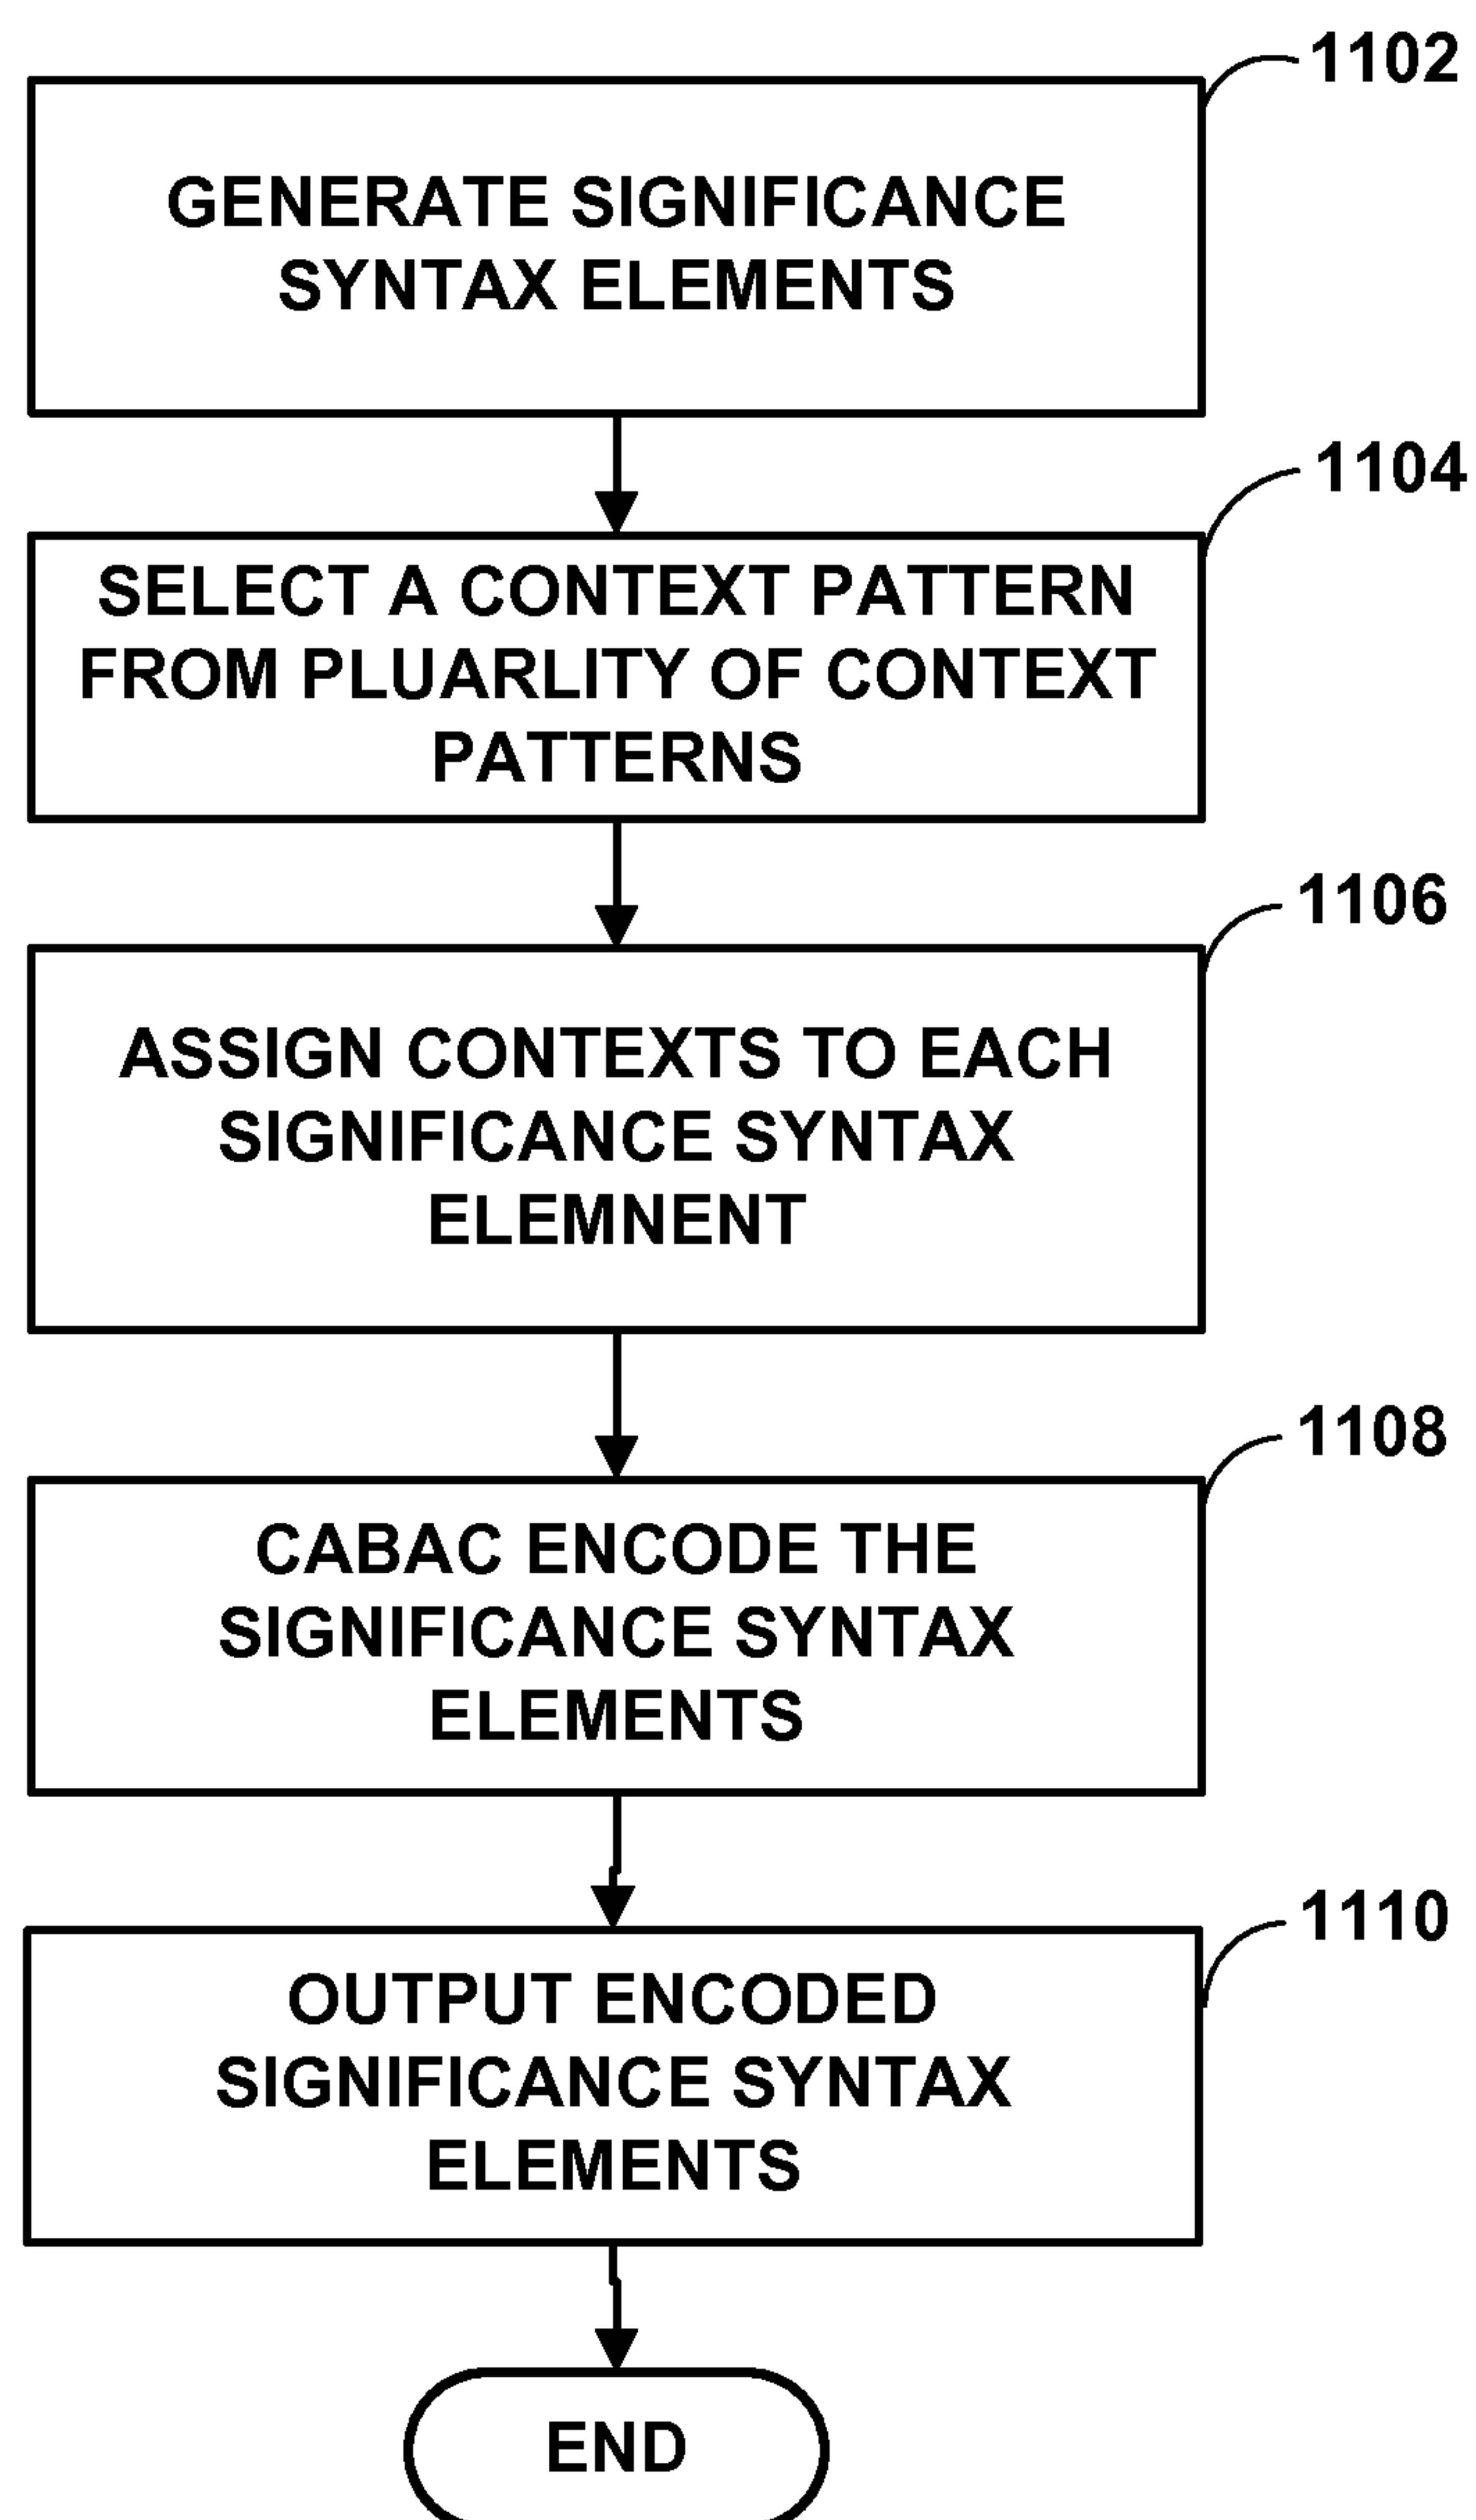 1102
GENERATE SIGNIFICANCE
SYNTAX ELEMENTS
1104
SELECT A CONTEXT PATTERN
FROM PLUARLITY OF CONTEXT
PATTERNS
1106
ASSIGN CONTEXTS TO EACH
SIGNIFICANCE SYNTAX
ELEMNENT
1108
CABAC ENCODE THE
SIGNIFICANCE SYNTAX
ELEMENTS
1110
OUTPUT ENCODED
SIGNIFICANCE SYNTAX
ELEMENTS
END